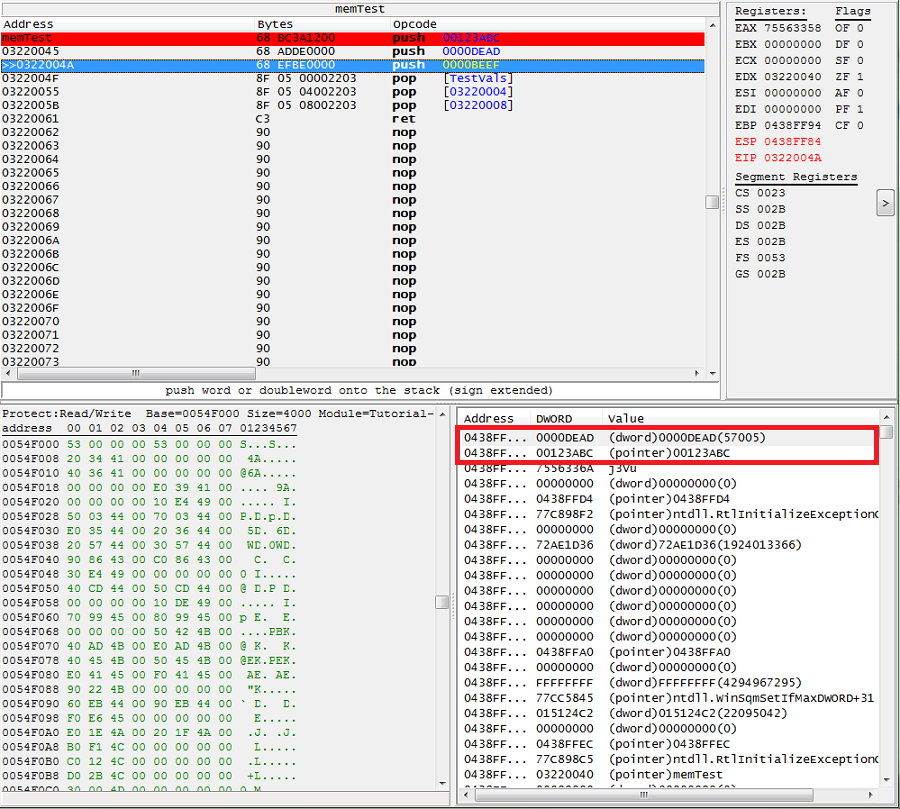 memTest
Address Bytes Opcode
memTest 68 BC3A1200 push 00123ABC
03220045 68 ADDE0000 push 0000DEAD
>>0322004A 68 EFBE0000 push 0000BEEF
0322004F 8F 05 00002203 pop [TestVals]
03220055 8F 05 04002203 pop [03220004]
0322005B 8F 05 08002203 pop [03220008]
03220061 C3 ret
03220062 90 nop
03220063 90 nop
03220064 90 nop
03220065 90 nop
03220066 90 nop
03220067 90 nop
03220068 90 nop
03220069 90 nop
0322006A 90 nop
0322006B 90 nop
0322006C 90 nop
0322006D 90 nop
0322006E 90 nop
0322006F 90 nop
03220070 90 nop
03220071 90 nop
03220072 90 nop
03220073 90 nop
push word or doubleword onto the stack (sign extended)
Registers: Flags
EAX 75563358 OF 0
EBX 00000000 DF 0
ECX 00000000 SF 0
EDX 03220040 ZF 1
ESI 00000000 AF 0
EDI 00000000 PF 1
EBP 0438FF94 CF 0
ESP 0438FF84
EIP 0322004A
Segment Registers
CS 0023
SS 002B
DS 002B
ES 002B
FS 0053
GS 002B
>
Protect:Read/Write Base=0054F000 Size=4000 Module=Tutorial-
address 00 01 02 03 04 05 06 07 01234567
0054F000 53 00 00 00 53 00 00 00 S...S...
0054F008 20 34 41 00 00 00 00 00 4A.....
0054F010 40 36 41 00 00 00 00 00 @6A.....
0054F018 00 00 00 00 E0 39 41 00 .... 9A.
0054F020 00 00 00 00 10 E4 49 00 ..... I.
0054F028 50 03 44 00 70 03 44 00 P.D.p.D.
0054F030 E0 35 44 00 20 36 44 00 5D. 6D.
0054F038 20 57 44 00 30 57 44 00 WD.0WD.
0054F040 90 86 43 00 C0 86 43 00 C. C.
0054F048 30 E4 49 00 00 00 00 00 0 I.....
0054F050 40 CD 44 00 50 CD 44 00 @ D.P D.
0054F058 00 00 00 00 10 DE 49 00 ..... I.
0054F060 70 99 45 00 80 99 45 00 p E. E.
0054F068 00 00 00 00 50 42 4B 00 ....PBK.
0054F070 40 AD 4B 00 E0 AD 4B 00 @ K. K.
0054F078 40 45 4B 00 50 45 4B 00 @EK.PEK.
0054F080 E0 41 45 00 F0 41 45 00 AE. AE.
0054F088 90 22 4B 00 00 00 00 00 "K.....
0054F090 60 EB 44 00 90 EB 44 00 ` D. D.
0054F098 F0 E6 45 00 00 00 00 00 E.....
0054F0A0 E0 1E 4A 00 20 1F 4A 00 .J. .J.
0054F0A8 B0 F1 4C 00 00 00 00 00 L.....
0054F0B0 C0 12 4C 00 00 00 00 00 .L.....
0054F0B8 D0 2B 4C 00 00 00 00 00 +L.....
0054F0C0 30 00 4D 00 00 00 00 00 0.M.....
Address DWORD Value
0438FF... 0000DEAD (dword)0000DEAD(57005)
0438FF... 00123ABC (pointer)00123ABC
0438FF... 7556336A j3Vu
0438FF... 00000000 (dword)00000000(0)
0438FF... 0438FFD4 (pointer)0438FFD4
0438FF... 77C898F2 (pointer)ntdll.RtlInitializeException
0438FF... 00000000 (dword)00000000(0)
0438FF... 72AE1D36 (dword)72AE1D36(1924013366)
0438FF... 00000000 (dword)00000000(0)
0438FF... 00000000 (dword)00000000(0)
0438FF... 00000000 (dword)00000000(0)
0438FF... 00000000 (dword)00000000(0)
0438FF... 00000000 (dword)00000000(0)
0438FF... 00000000 (dword)00000000(0)
0438FF... 0438FFA0 (pointer)0438FFA0
0438FF... 00000000 (dword)00000000(0)
0438FF... FFFFFFFF (dword)FFFFFFFF(4294967295)
0438FF... 77CC5845 (pointer)ntdll.WinSqmSetIfMaxDWORD+31
0438FF... 015124C2 (dword)015124C2(22095042)
0438FF... 00000000 (dword)00000000(0)
0438FF... 0438FFEC (pointer)0438FFEC
0438FF... 77C898C5 (pointer)ntdll.RtlInitializeException
0438FF... 03220040 (pointer)memTest